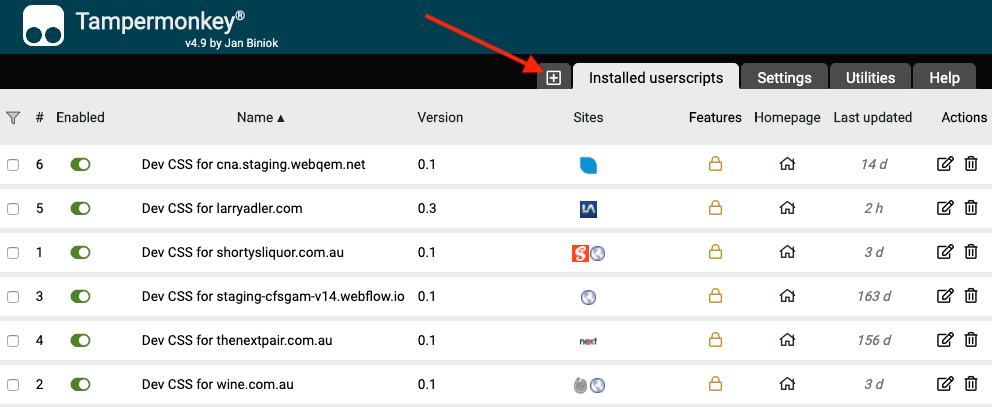 Tampermonkey®
v4.9 by Jan Biniok
Installed userscripts Settings Utilities Help
# Enabled Name ▲ Version Sites Features Homepage Last updated Actions
6 Dev CSS for cna.staging.webqem.net 0.1 14 d
5 Dev CSS for larryadler.com 0.3 LA 2 h
1 Dev CSS for shortysliquor.com.au 0.1 S 3 d
3 Dev CSS for staging-cfsgam-v14.webflow.io 0.1 163 d
4 Dev CSS for thenextpair.com.au 0.1 next 156 d
2 Dev CSS for wine.com.au 0.1 3 d